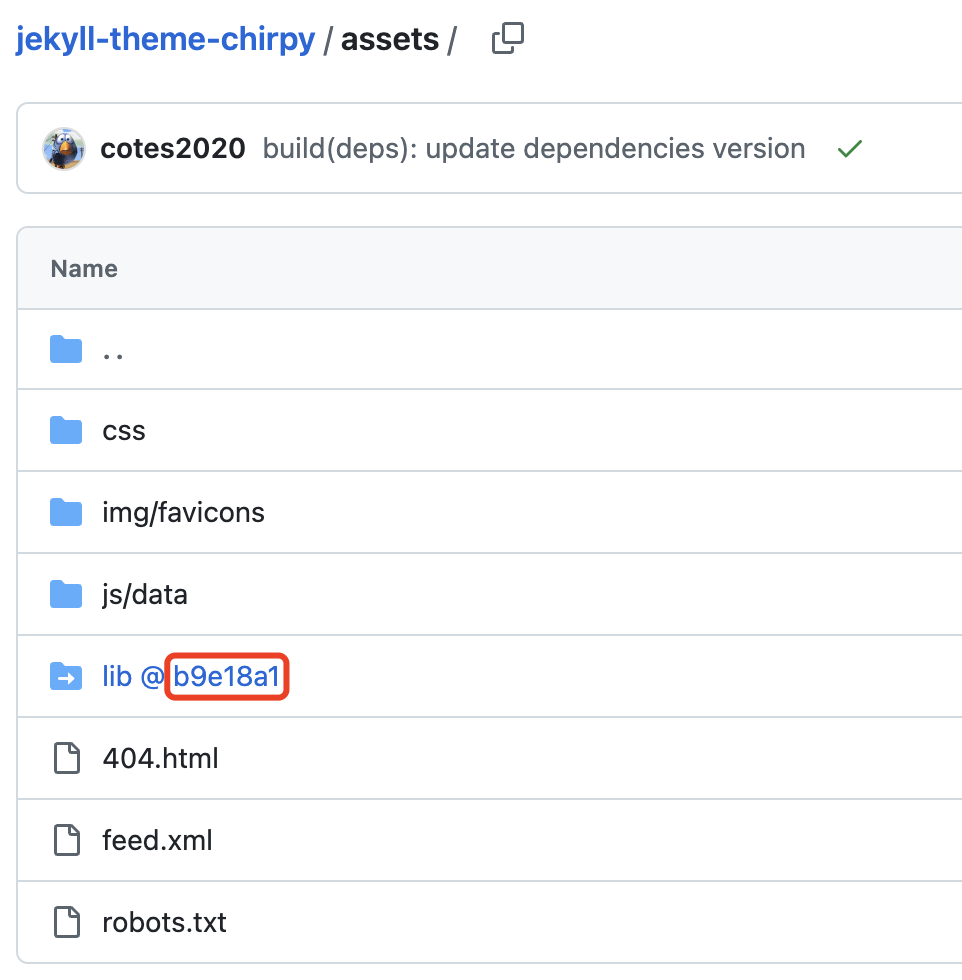 jekyll-theme-chirpy / assets /
cotes2020 build(deps): update dependencies version
Name
..
css
img/favicons
js/data
lib @ b9e18a1
404.html
feed.xml
robots.txt